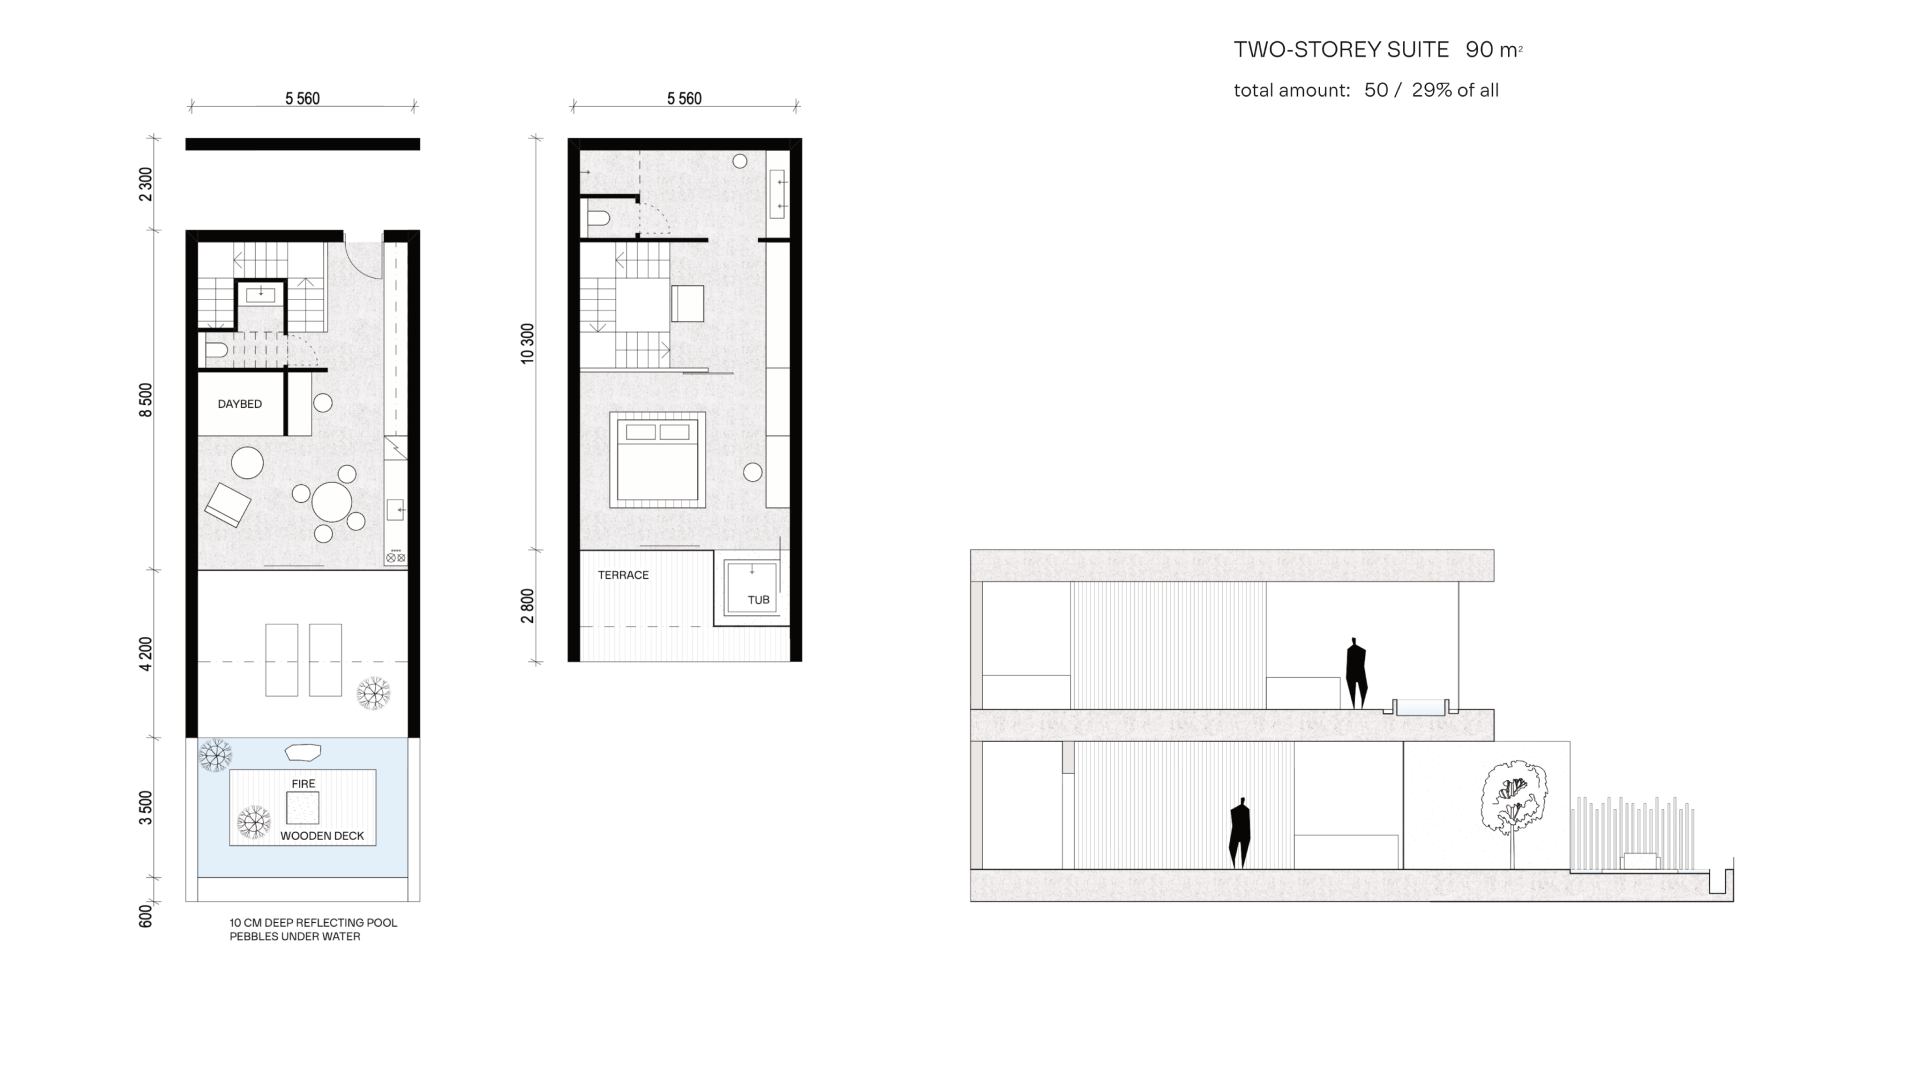 TWO-STOREY SUITE 90 m²
total amount: 50 / 29% of all
5 560
2 300
8 500
4 200
3 500
600
DAYBED
FIRE
WOODEN DECK
10 CM DEEP REFLECTING POOL
PEBBLES UNDER WATER
5 560
10 300
2 800
TERRACE
TUB